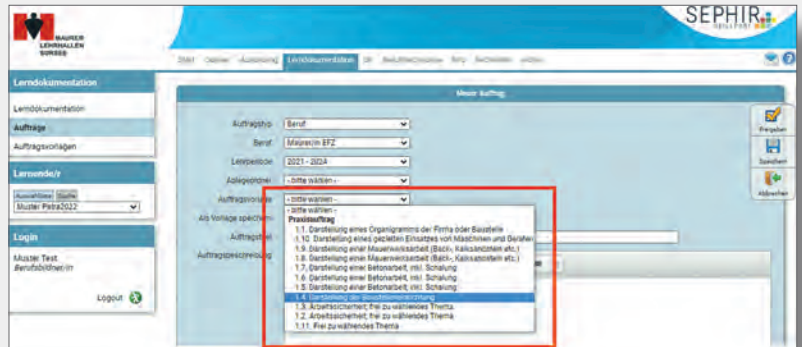 MAURER
LEHRHALLEN
SURSEE
SEPHIR
Start Ausbildung Lerndokumentation
Lerndokumentation
Lerndokumentation
Aufträge
Auftragsvorlagen
Lernende/r
Auswahlliste Suche
Muster Petra2022
Login
Muster Test
Berufsbildner/in
Logout
Neuer Auftrag
Auftragstyp Beruf
Beruf Maurer/in EFZ
Lehrperiode 2021 - 2024
Ablageordner - bitte wählen -
Auftragsvorlage - bitte wählen -
Als Vorlage speichern
Auftragstitel
Auftragsbeschreibung
- bitte wählen -
Praxisauftrag
1.1. Darstellung eines Organigramms der Firma oder Baustelle
1.10. Darstellung eines gezielten Einsatzes von Maschinen und Geräten
1.9. Darstellung einer Mauerwerksarbeit (Back-, Kalksandstein etc.)
1.8. Darstellung einer Mauerwerksarbeit (Back-, Kalksandstein etc.)
1.7. Darstellung einer Betonarbeit, inkl. Schalung
1.6. Darstellung einer Betonarbeit, inkl. Schalung
1.5. Darstellung einer Betonarbeit, inkl. Schalung
1.4. Darstellung der Baustelleneinrichtung
1.3. Arbeitssicherheit; frei zu wählendes Thema
1.2. Arbeitssicherheit; frei zu wählendes Thema
1.11. Frei zu wählendes Thema
Freigeben
Speichern
Abbrechen